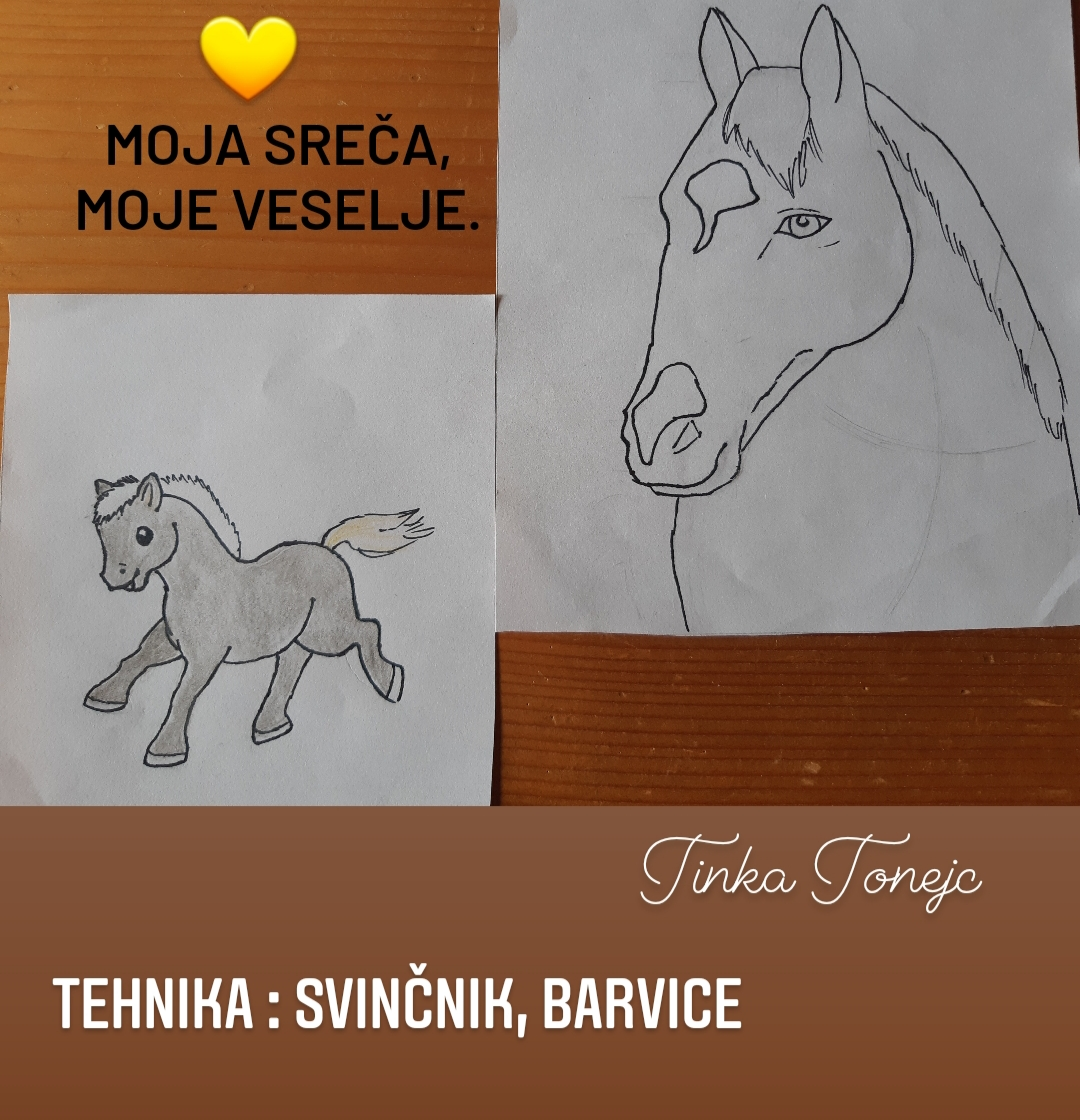 MOJA SREČA,
MOJE VESELJE.
Tinka Tonejc
TEHNIKA : SVINČNIK, BARVICE